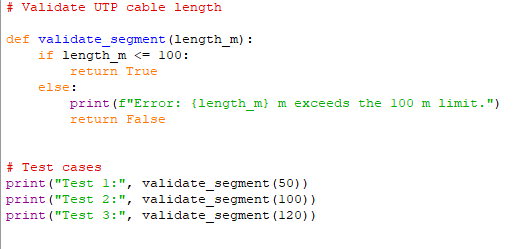 # Validate UTP cable length

def validate_segment(length_m):
    if length_m <= 100:
        return True
    else:
        print(f"Error: {length_m} m exceeds the 100 m limit.")
        return False

# Test cases
print("Test 1:", validate_segment(50))
print("Test 2:", validate_segment(100))
print("Test 3:", validate_segment(120))